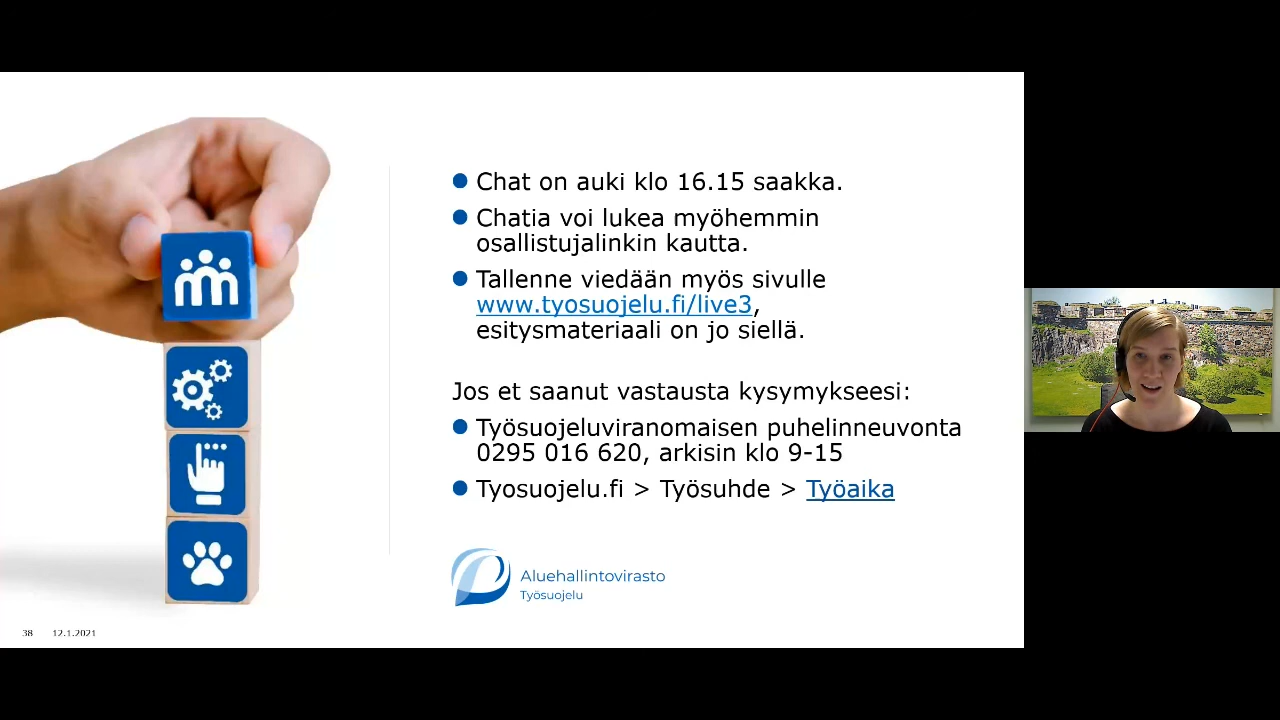 Chat on auki klo 16.15 saakka.
Chatia voi lukea myöhemmin
osallistujalinkin kautta.
Tallenne viedään myös sivulle
www.tyosuojelu.fi/live3,
esitysmateriaali on jo siellä.
Jos et saanut vastausta kysymykseesi:
Työsuojeluviranomaisen puhelinneuvonta
0295 016 620, arkisin klo 9-15
Tyosuojelu.fi > Työsuhde > Työaika
Aluehallintovirasto
Työsuojelu
38 12.1.2021